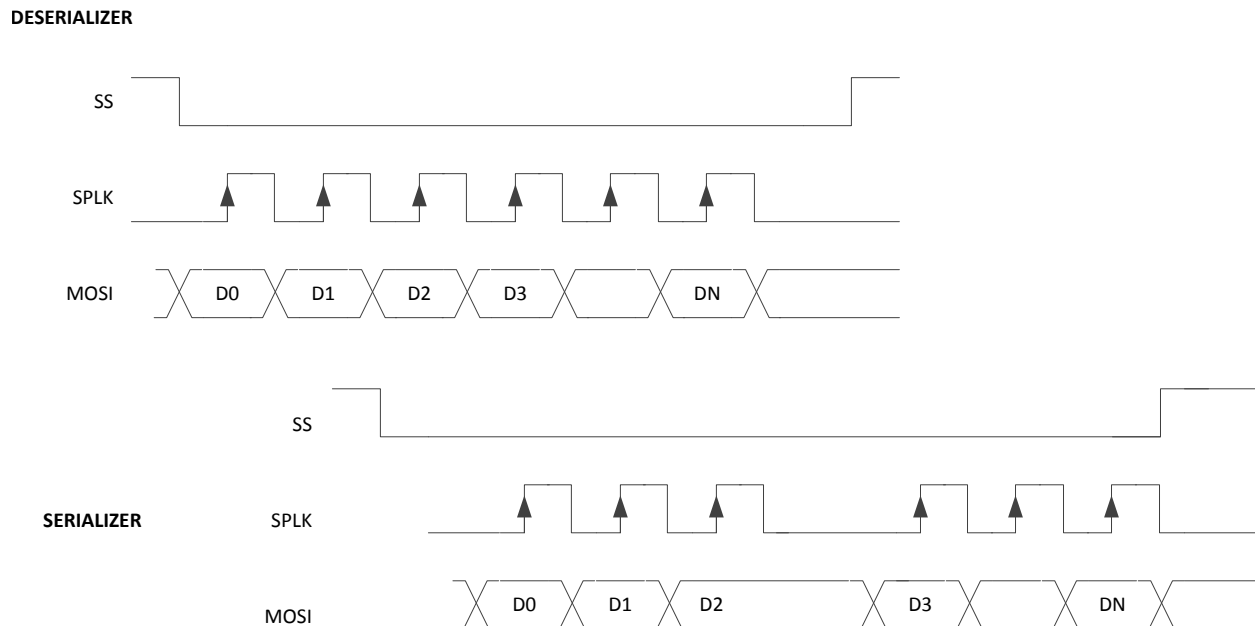 DESERIALIZER
SS
SPLK
MOSI D0 D1 D2 D3 DN
SS
SERIALIZER SPLK
MOSI D0 D1 D2 D3 DN